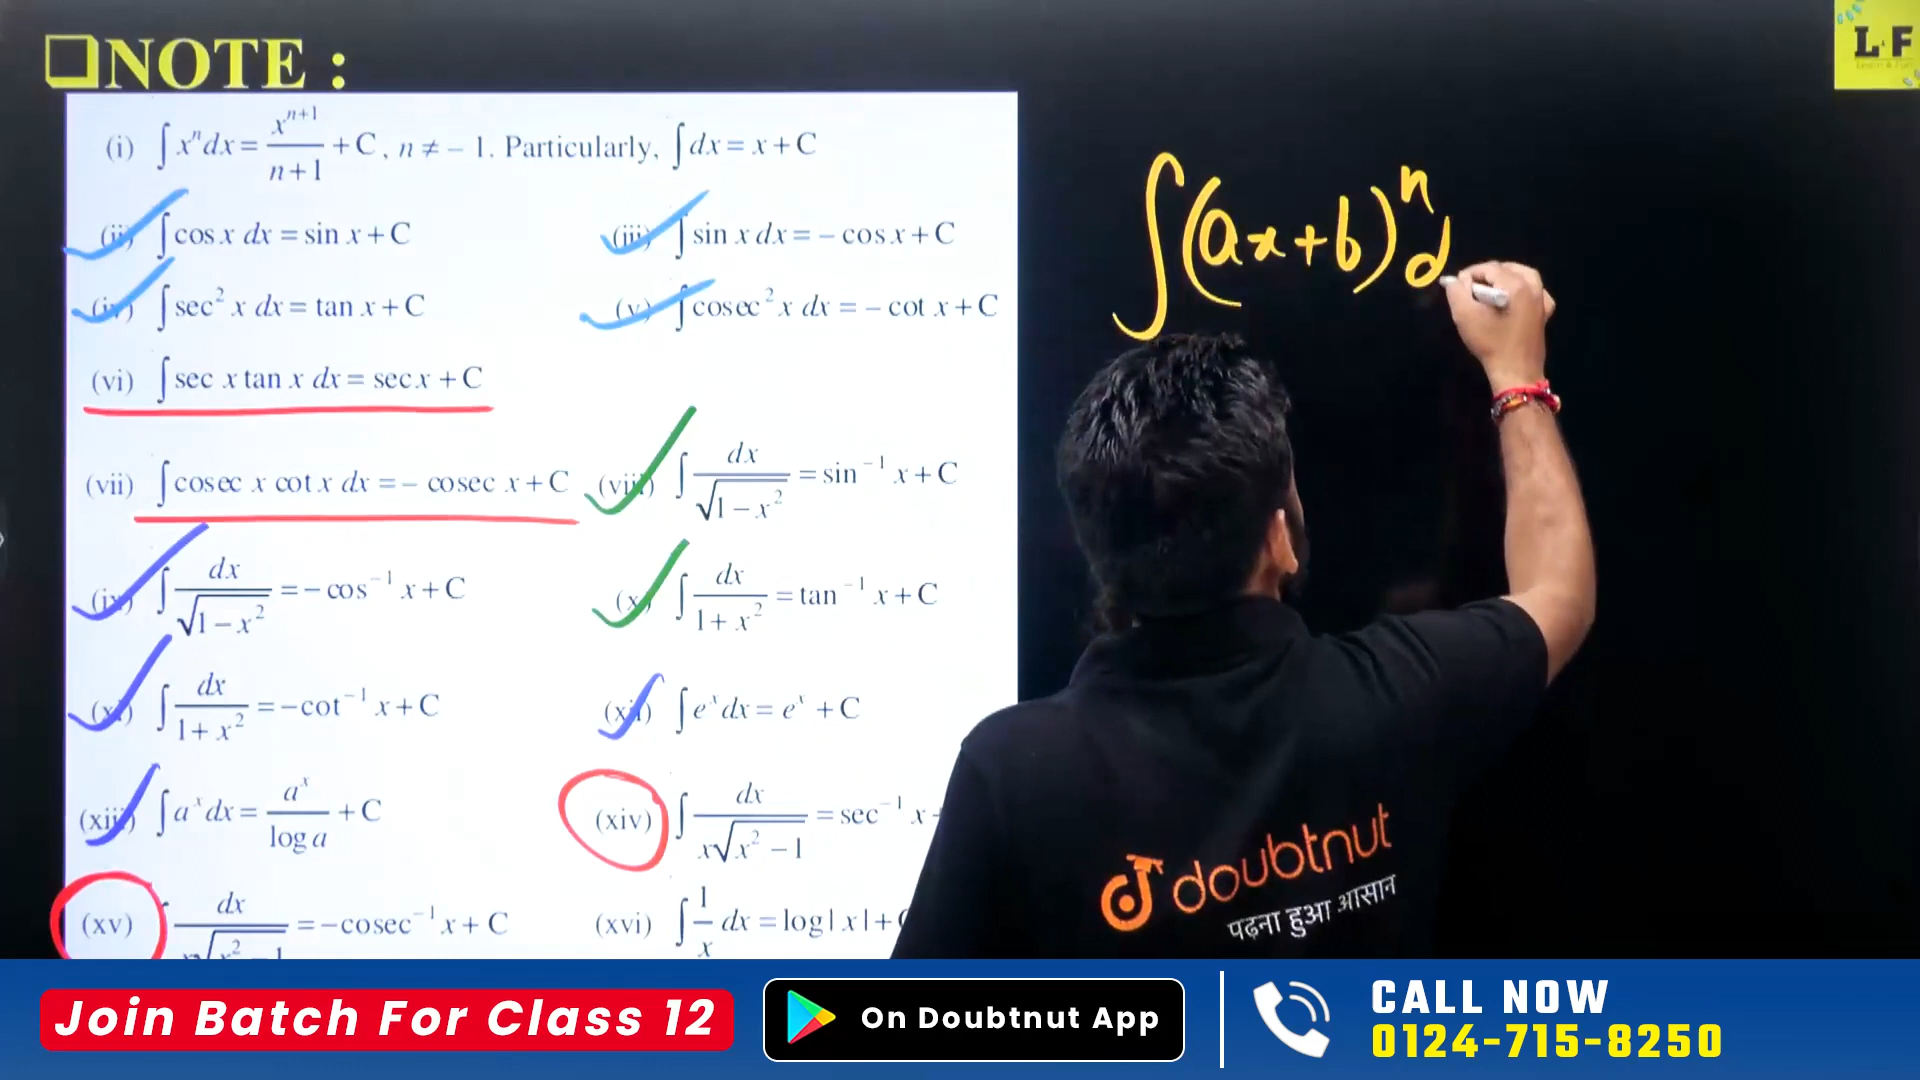 ❑NOTE :
L F
(i) ∫xⁿdx = xⁿ⁺¹/(n+1) + C, n ≠ – 1. Particularly, ∫dx = x + C
(ii) ∫cos x dx = sin x + C
(iii) ∫sin x dx = – cos x + C
(iv) ∫sec² x dx = tan x + C
(v) ∫cosec² x dx = – cot x + C
(vi) ∫sec x tan x dx = sec x + C
(vii) ∫cosec x cot x dx = – cosec x + C
(viii) ∫dx/√(1 – x²) = sin⁻¹ x + C
(ix) ∫dx/√(1 – x²) = – cos⁻¹ x + C
(x) ∫dx/(1 + x²) = tan⁻¹ x + C
(xi) ∫dx/(1 + x²) = –cot⁻¹ x + C
(xii) ∫eˣdx = eˣ + C
(xiii) ∫aˣdx = aˣ/log a + C
(xiv) ∫dx/(x√(x² – 1)) = sec⁻¹ x
(xv) dx = –cosec⁻¹ x + C
(xvi) ∫1/x dx = log| x | +
∫(ax+b)ⁿd
doubtnut
पढ़ना हुआ आसान
Join Batch For Class 12
On Doubtnut App
CALL NOW
0124-715-8250